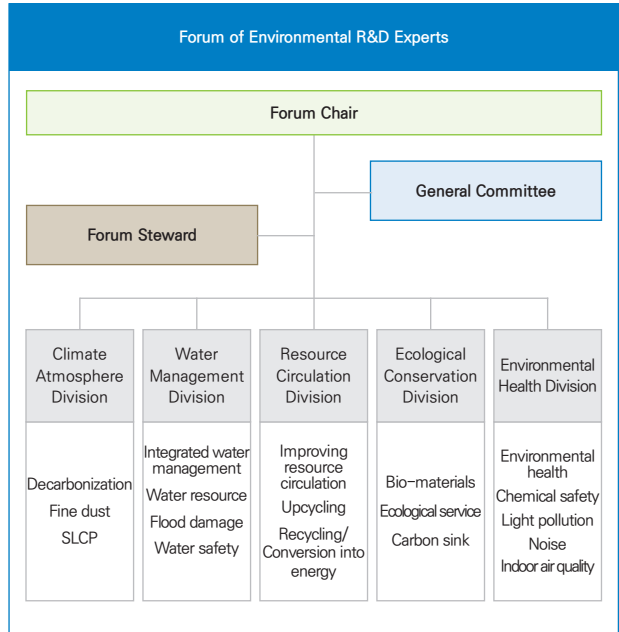 Forum of Environmental R&D Experts
Forum Chair
General Committee
Forum Steward
Climate
Atmosphere
Division
Decarbonization
Fine dust
SLCP
Water
Management
Division
Integrated water
management
Water resource
Flood damage
Water safety
Resource
Circulation
Division
Improving
resource
circulation
Upcycling
Recycling/
Conversion into
energy
Ecological
Conservation
Division
Bio-materials
Ecological service
Carbon sink
Environmental
Health Division
Environmental
health
Chemical safety
Light pollution
Noise
Indoor air quality